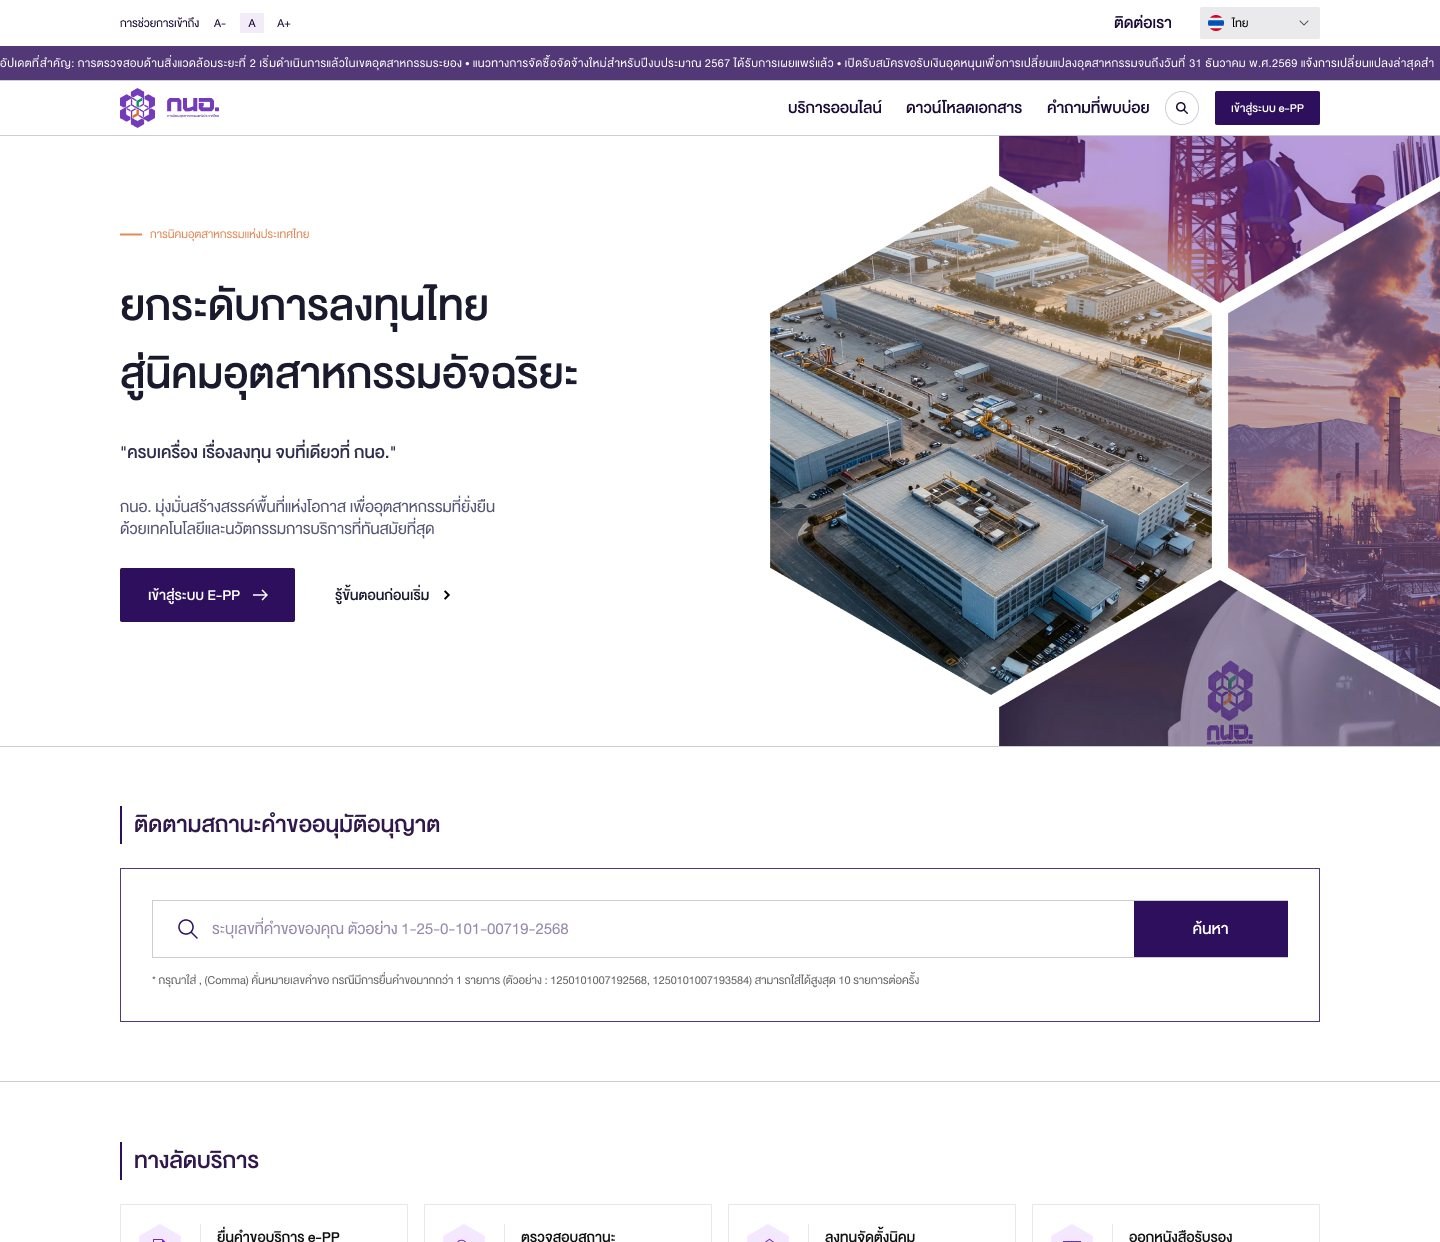 การช่วยการเข้าถึง A- A A+ ติดต่อเรา ไทย
อัปเดตที่สำคัญ: การตรวจสอบด้านสิ่งแวดล้อมระยะที่ 2 เริ่มดำเนินการแล้วในเขตอุตสาหกรรมระยอง • แนวทางการจัดซื้อจัดจ้างใหม่สำหรับปีงบประมาณ 2567 ได้รับการเผยแพร่แล้ว • เปิดรับสมัครขอรับเงินอุดหนุนเพื่อการเปลี่ยนแปลงอุตสาหกรรมจนถึงวันที่ 31 ธันวาคม พ.ศ.2569 แจ้งการเปลี่ยนแปลงล่าสุดสำ
กนอ. บริการออนไลน์ ดาวน์โหลดเอกสาร คำถามที่พบบ่อย เข้าสู่ระบบ e-PP
การนิคมอุตสาหกรรมแห่งประเทศไทย
ยกระดับการลงทุนไทย
สู่นิคมอุตสาหกรรมอัจฉริยะ
"ครบเครื่อง เรื่องลงทุน จบที่เดียวที่ กนอ."
กนอ. มุ่งมั่นสร้างสรรค์พื้นที่แห่งโอกาส เพื่ออุตสาหกรรมที่ยั่งยืน
ด้วยเทคโนโลยีและนวัตกรรมการบริการที่ทันสมัยที่สุด
เข้าสู่ระบบ E-PP รู้ขั้นตอนก่อนเริ่ม
กนอ.
ติดตามสถานะคำขออนุมัติอนุญาต
ระบุเลขที่คำขอของคุณ ตัวอย่าง 1-25-0-101-00719-2568 ค้นหา
* กรุณาใส่ , (Comma) คั่นหมายเลขคำขอ กรณีมีการยื่นคำขอมากกว่า 1 รายการ (ตัวอย่าง : 1250101007192568, 1250101007193584) สามารถใส่ได้สูงสุด 10 รายการต่อครั้ง
ทางลัดบริการ
ยื่นคำขอบริการ e-PP ตรวจสอบสถานะ ลงทุนจัดตั้งนิคม ออกหนังสือรับรอง